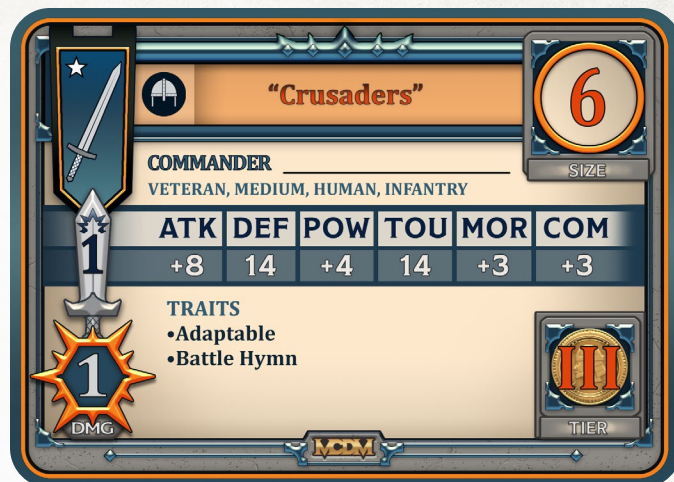 “Crusaders”
6
SIZE
COMMANDER
VETERAN, MEDIUM, HUMAN, INFANTRY
1
ATK DEF POW TOU MOR COM
+8 14 +4 14 +3 +3
TRAITS
•Adaptable
•Battle Hymn
1
DMG
III
TIER
MCDM